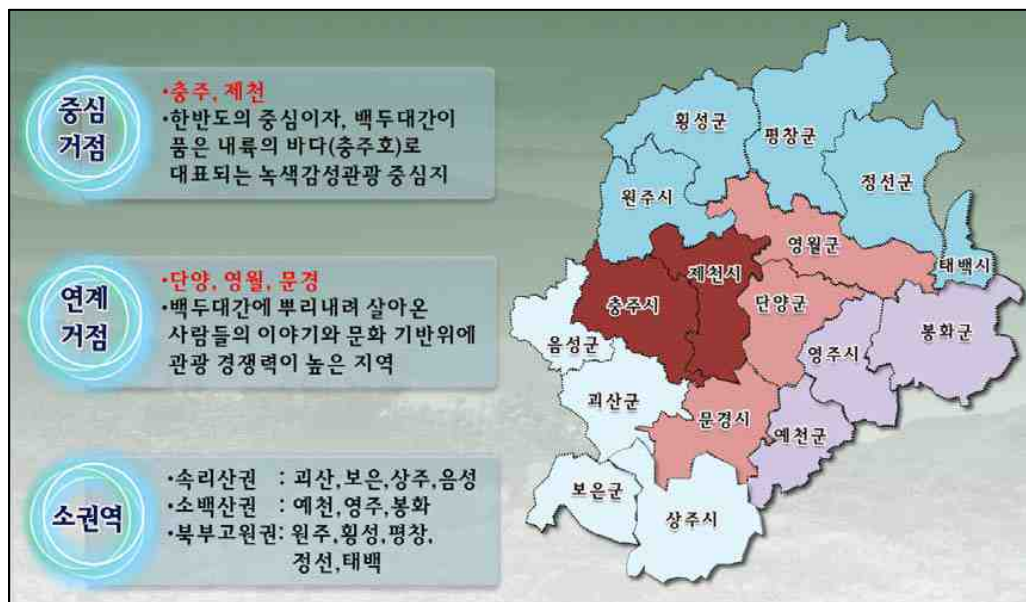 중심
거점
•충주, 제천
•한반도의 중심이자, 백두대간이
품은 내륙의 바다(충주호)로
대표되는 녹색감성관광 중심지
연계
거점
•단양, 영월, 문경
•백두대간에 뿌리내려 살아온
사람들의 이야기와 문화 기반위에
관광 경쟁력이 높은 지역
소권역
•속리산권 : 괴산,보은,상주,음성
•소백산권 : 예천,영주,봉화
•북부고원권: 원주,횡성,평창,
정선,태백
횡성군
평창군
정선군
원주시
영월군
태백시
제천시
충주시
단양군
봉화군
음성군
영주시
괴산군
문경시
예천군
보은군
상주시